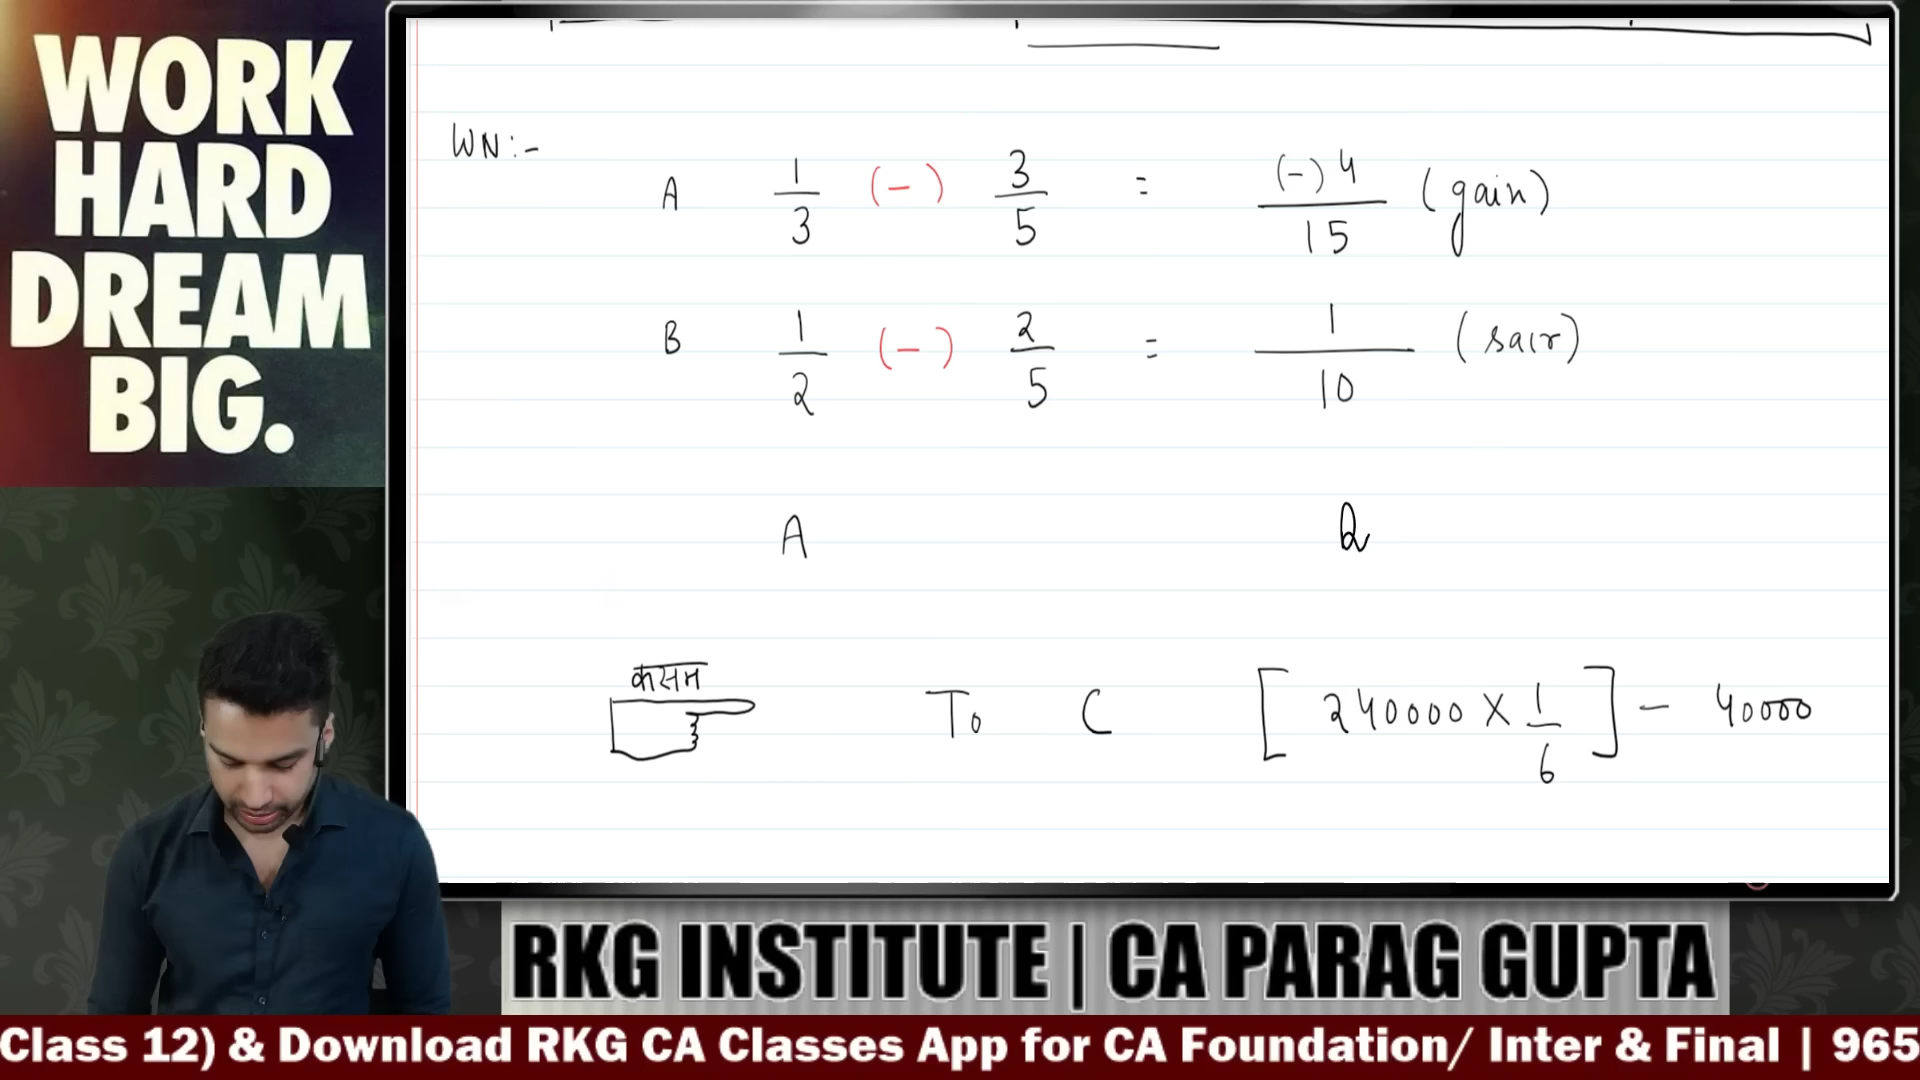 WORK
HARD
DREAM
BIG.
WN:-
A 1/3 (-) 3/5 = (-) 4/15 (gain)
B 1/2 (-) 2/5 = 1/10 (sacr)
A
कसम
To C [ 240000 X 1/6 ] - 40000
RKG INSTITUTE | CA PARAG GUPTA
Class 12) & Download RKG CA Classes App for CA Foundation/ Inter & Final | 965